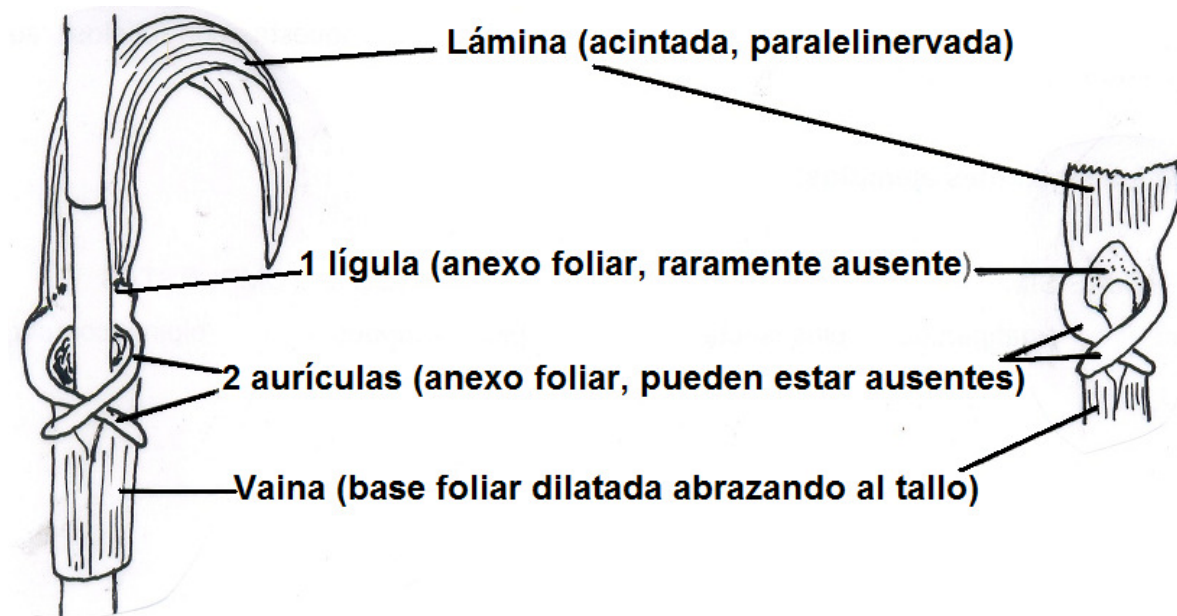 Lámina (acintada, paralelinervada)
1 lígula (anexo foliar, raramente ausente)
2 aurículas (anexo foliar, pueden estar ausentes)
Vaina (base foliar dilatada abrazando al tallo)